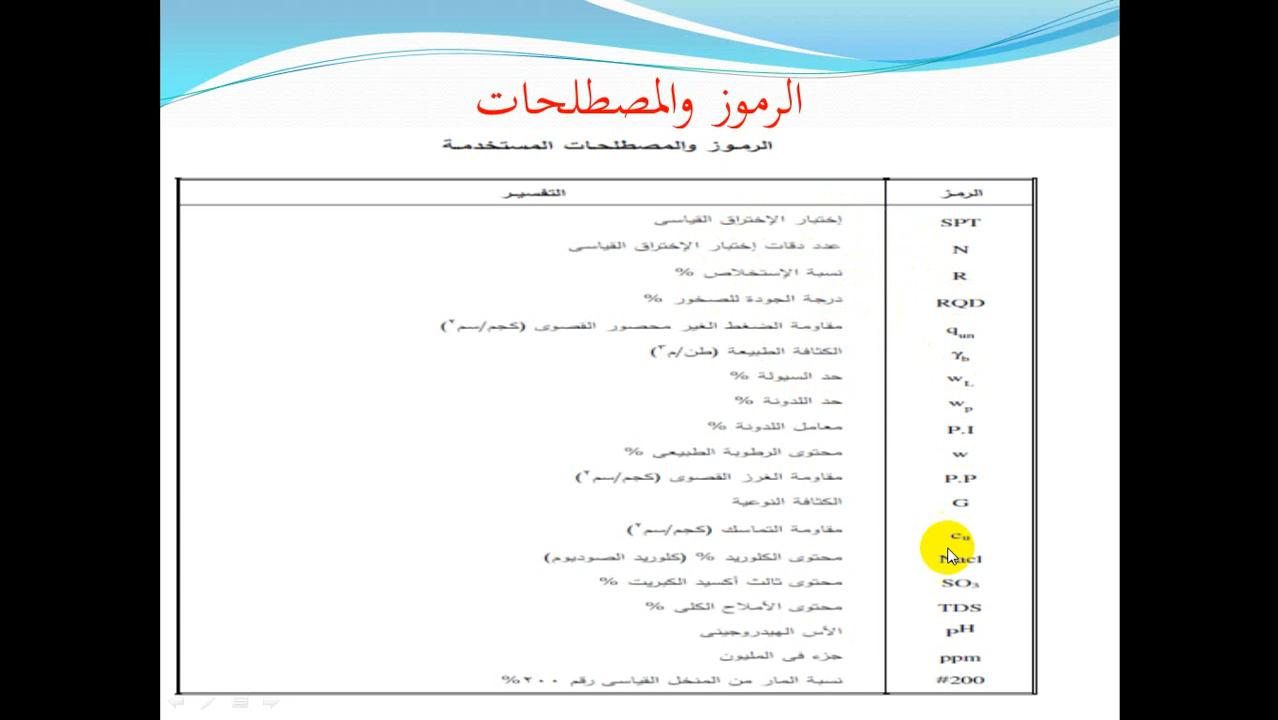 الرموز والمصطلحات
الرموز والمصطلحات المستخدمة
الرمز التفسير
SPT إختبار الإختراق القياسى
N عدد دقات إختبار الإختراق القياسى
R نسبة الإستخلاص %
RQD درجة الجودة للصخور %
qun مقاومة الضغط الغير محصور القصوى (كجم/سم٢)
γb الكثافة الطبيعة (طن/م٣)
wL حد السيولة %
wp حد اللدونة %
P.I معامل اللدونة %
w محتوى الرطوبة الطبيعى %
P.P مقاومة الغرز القصوى (كجم/سم٢)
G الكثافة النوعية
cu مقاومة التماسك (كجم/سم٢)
Nacl محتوى الكلوريد % (كلوريد الصوديوم)
SO3 محتوى ثالث أكسيد الكبريت %
TDS محتوى الأملاح الكلى %
PH الأس الهيدروجينى
ppm جزء فى المليون
#200 نسبة المار من المنخل القياسى رقم ٢٠٠%